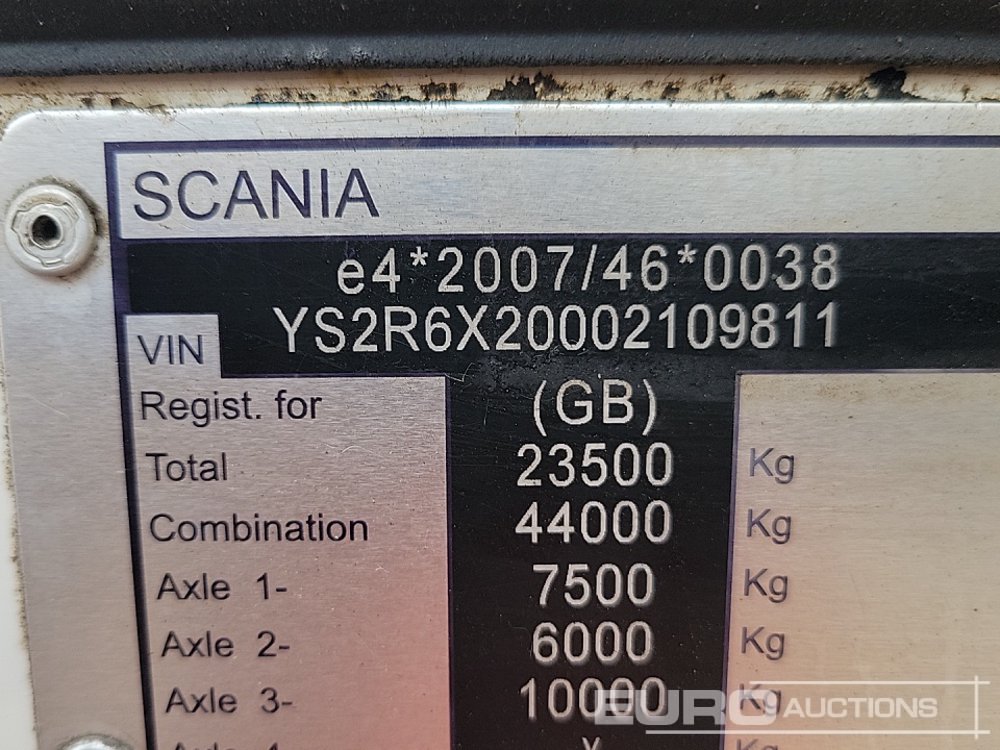 SCANIA
e4*2007/46*0038
VIN YS2R6X20002109811
Regist. for (GB)
Total 23500 Kg
Combination 44000 Kg
Axle 1- 7500 Kg
Axle 2- 6000 Kg
Axle 3- 10000 Kg
EURO AUCTIONS